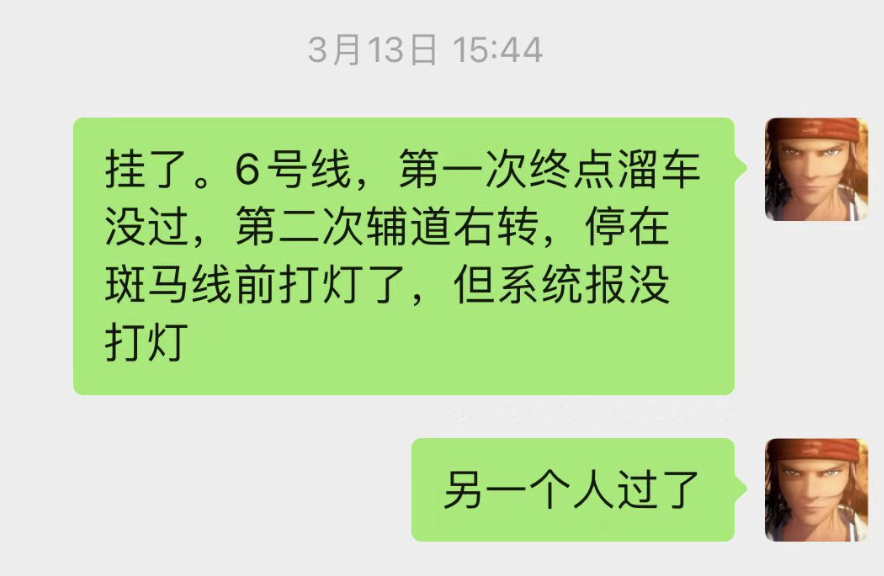 3月13日 15:44
挂了。6号线，第一次终点溜车
没过，第二次辅道右转，停在
斑马线前打灯了，但系统报没
打灯
另一个人过了